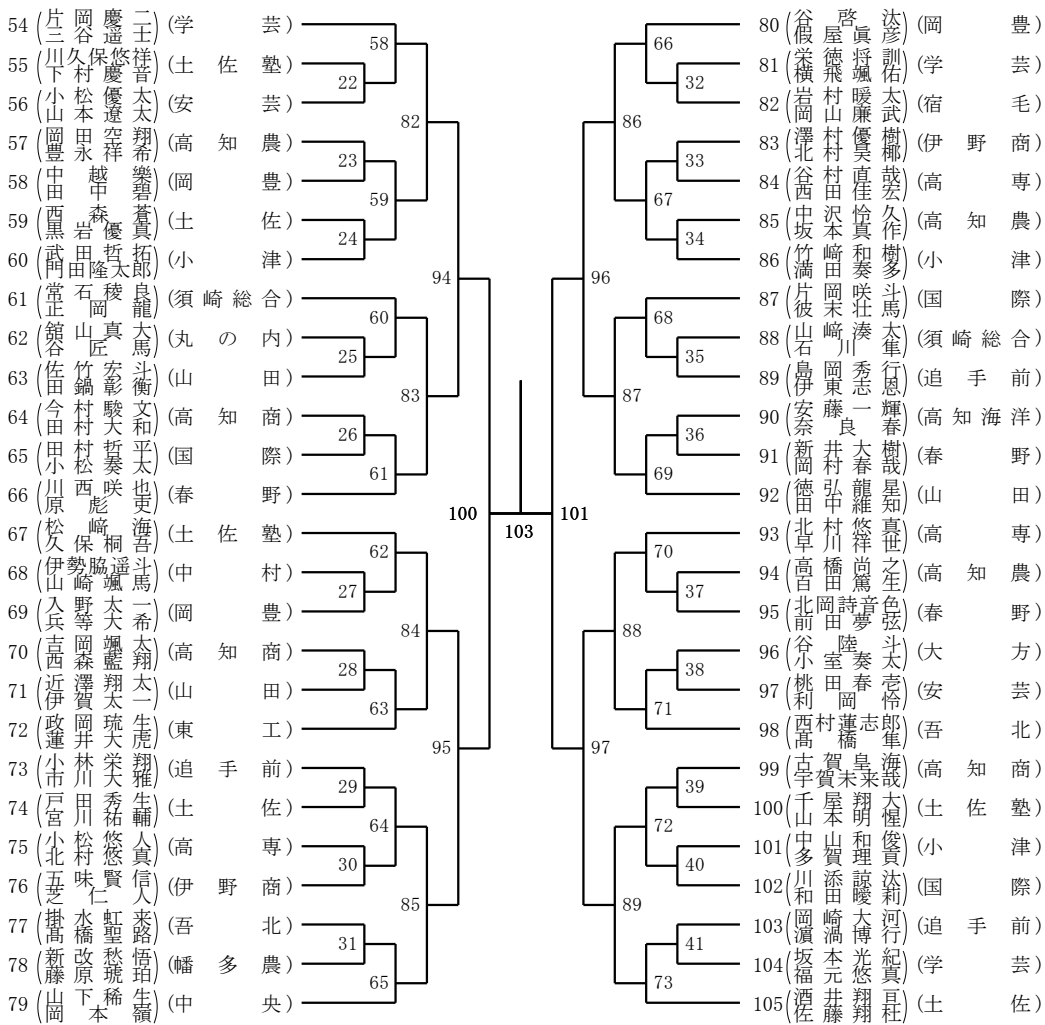 54 片岡慶二 三谷遥士 (学芸)
55 川久保悠祥 下村慶音 (土佐塾)
56 小松優太 山本遼太 (安芸)
57 岡田空翔 豊永祥希 (高知農)
58 中越樂 田中碧 (岡豊)
59 西森蒼 黒岩優真 (土佐)
60 武田哲拓 門田隆太郎 (小津)
61 常石稜良 正岡龍 (須崎総合)
62 舘山真大 谷匠馬 (丸の内)
63 佐竹宏斗 田鍋彰衡 (山田)
64 今村駿文 田村大和 (高知商)
65 田村哲平 小松奏太 (国際)
66 川西咲也 原彪吏 (春野)
67 松﨑海 久保桐吾 (土佐塾)
68 伊勢脇遥斗 山崎颯馬 (中村)
69 入野太一 兵等大希 (岡豊)
70 吉岡颯太 西森藍翔 (高知商)
71 近澤翔太 伊賀太一 (山田)
72 政岡琉生 蓮井大虎 (東工)
73 小林栄翔 市川大雅 (追手前)
74 戸田秀生 宮川祐輔 (土佐)
75 小松悠人 北村悠真 (高専)
76 五味賢信 芝仁人 (伊野商)
77 掛水虹来 髙橋聖路 (吾北)
78 新改愁悟 藤原琥珀 (幡多農)
79 山下稀生 岡本嶺 (中央)
58
22
82
23
59
24
94
60
25
83
26
61
100
62
27
84
28
63
95
29
64
30
85
31
65
103
66
32
86
33
67
34
96
68
35
87
36
69
101
70
37
88
38
71
97
39
72
40
89
41
73
80 谷啓汰 假屋眞彦 (岡豊)
81 栄徳将訓 横飛颯佑 (学芸)
82 岩村暖太 岡山廉武 (宿毛)
83 澤村優樹 北村昊椰 (伊野商)
84 谷村直哉 西田佳宏 (高専)
85 中沢怜久 坂本真作 (高知農)
86 竹﨑和樹 満田奏多 (小津)
87 片岡咲斗 彼末壮馬 (国際)
88 山﨑湊太 石川隼 (須崎総合)
89 島岡秀行 伊東志恩 (追手前)
90 安藤一輝 奈良春 (高知海洋)
91 新井大樹 岡村春哉 (春野)
92 徳弘龍星 田中維知 (山田)
93 北村悠真 早川祥世 (高専)
94 高橋尚之 百田篤生 (高知農)
95 北岡詩音色 前田夢弦 (春野)
96 谷陸斗 小室奏太 (大方)
97 桃田春壱 利岡怜 (安芸)
98 西村蓮志郎 髙橋隼 (吾北)
99 古賀皇海 宇賀未来哉 (高知商)
100 千屋翔大 山本明惺 (土佐塾)
101 中山和俊 多賀理貢 (小津)
102 川添諒汰 和田曖莉 (国際)
103 岡崎大河 濵渦博行 (追手前)
104 坂本光紀 福元悠真 (学芸)
105 酒井翔亘 佐藤翔杜 (土佐)